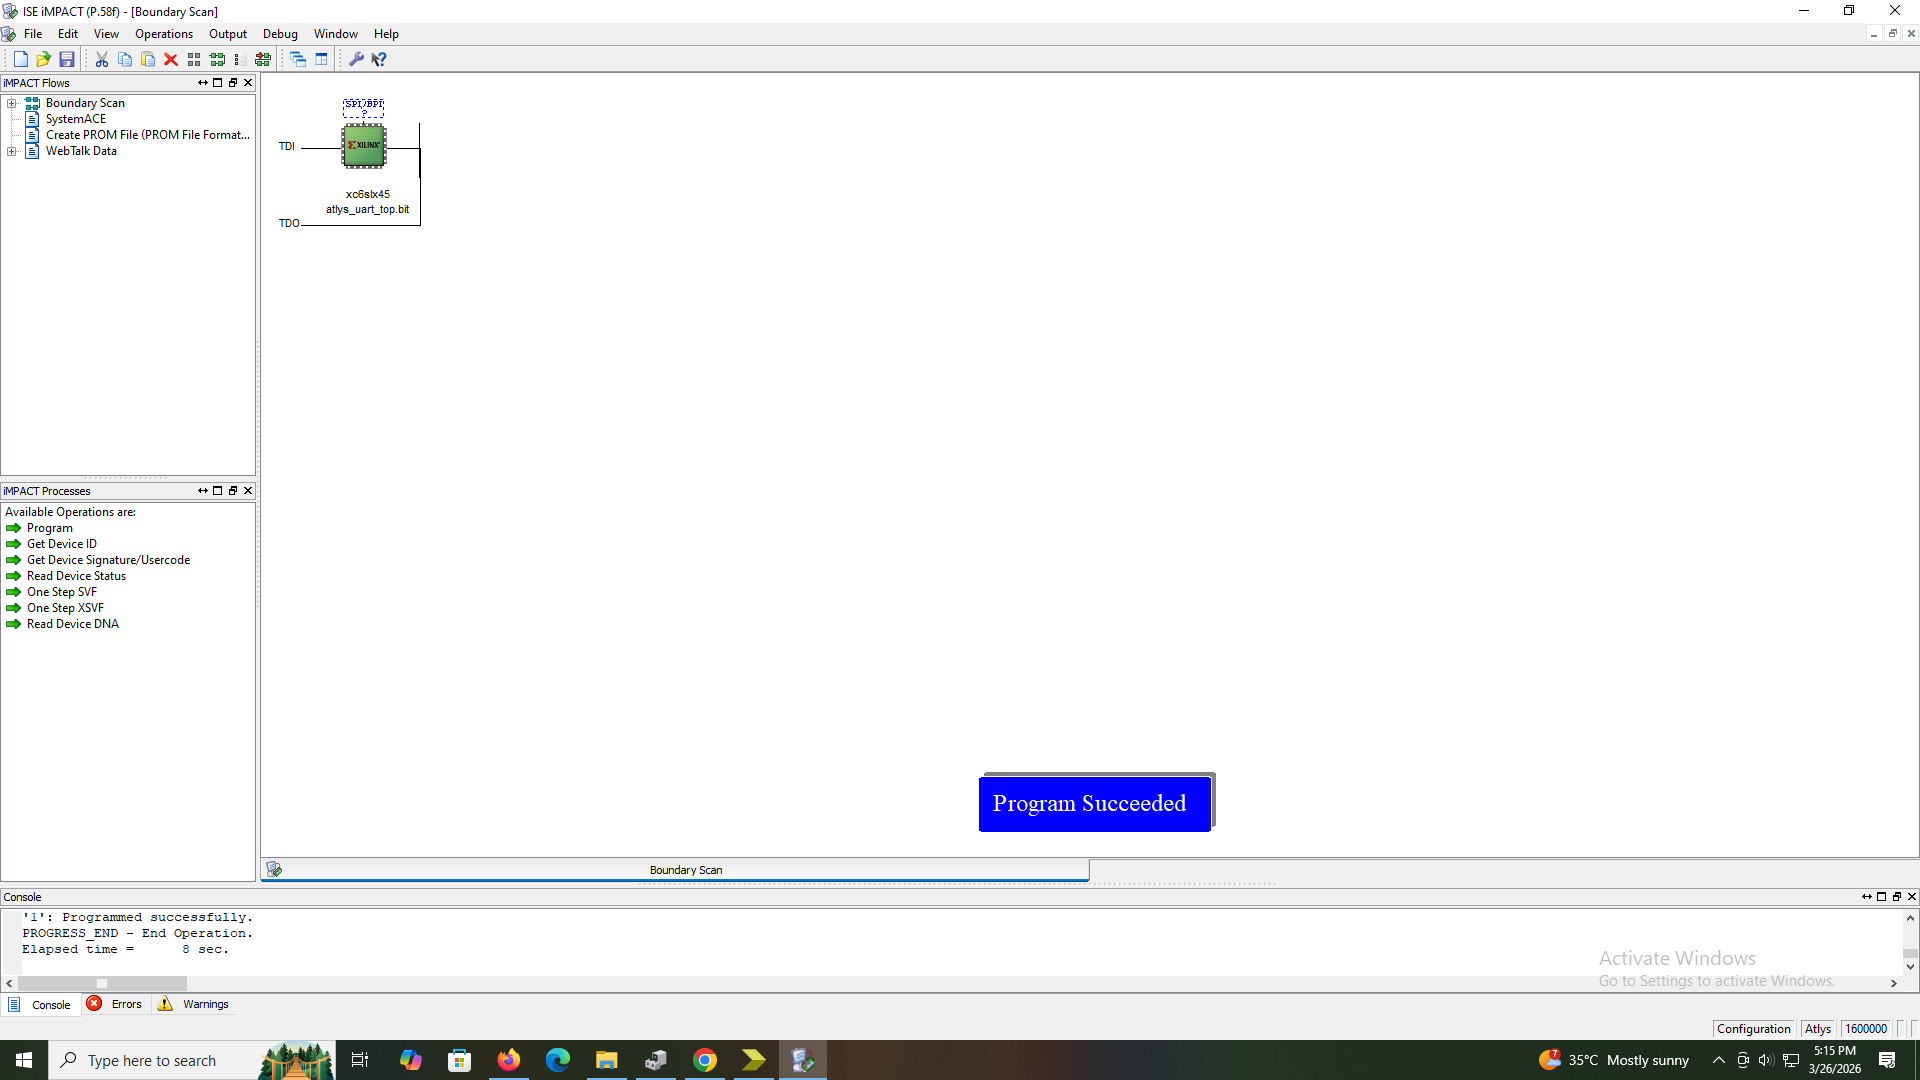 ISE iMPACT (P.58f) - [Boundary Scan]
File Edit View Operations Output Debug Window Help
iMPACT Flows
Boundary Scan
SystemACE
Create PROM File (PROM File Format...
WebTalk Data
SPI/BPI
?
TDI
XILINX
xc6slx45
atlys_uart_top.bit
TDO
iMPACT Processes
Available Operations are:
Program
Get Device ID
Get Device Signature/Usercode
Read Device Status
One Step SVF
One Step XSVF
Read Device DNA
Program Succeeded
Boundary Scan
Console
'1': Programmed successfully.
PROGRESS_END - End Operation.
Elapsed time = 8 sec.
Activate Windows
Go to Settings to activate Windows.
Console Errors Warnings
Configuration Atlys 1600000
Type here to search
7
35°C Mostly sunny
5:15 PM
3/26/2026